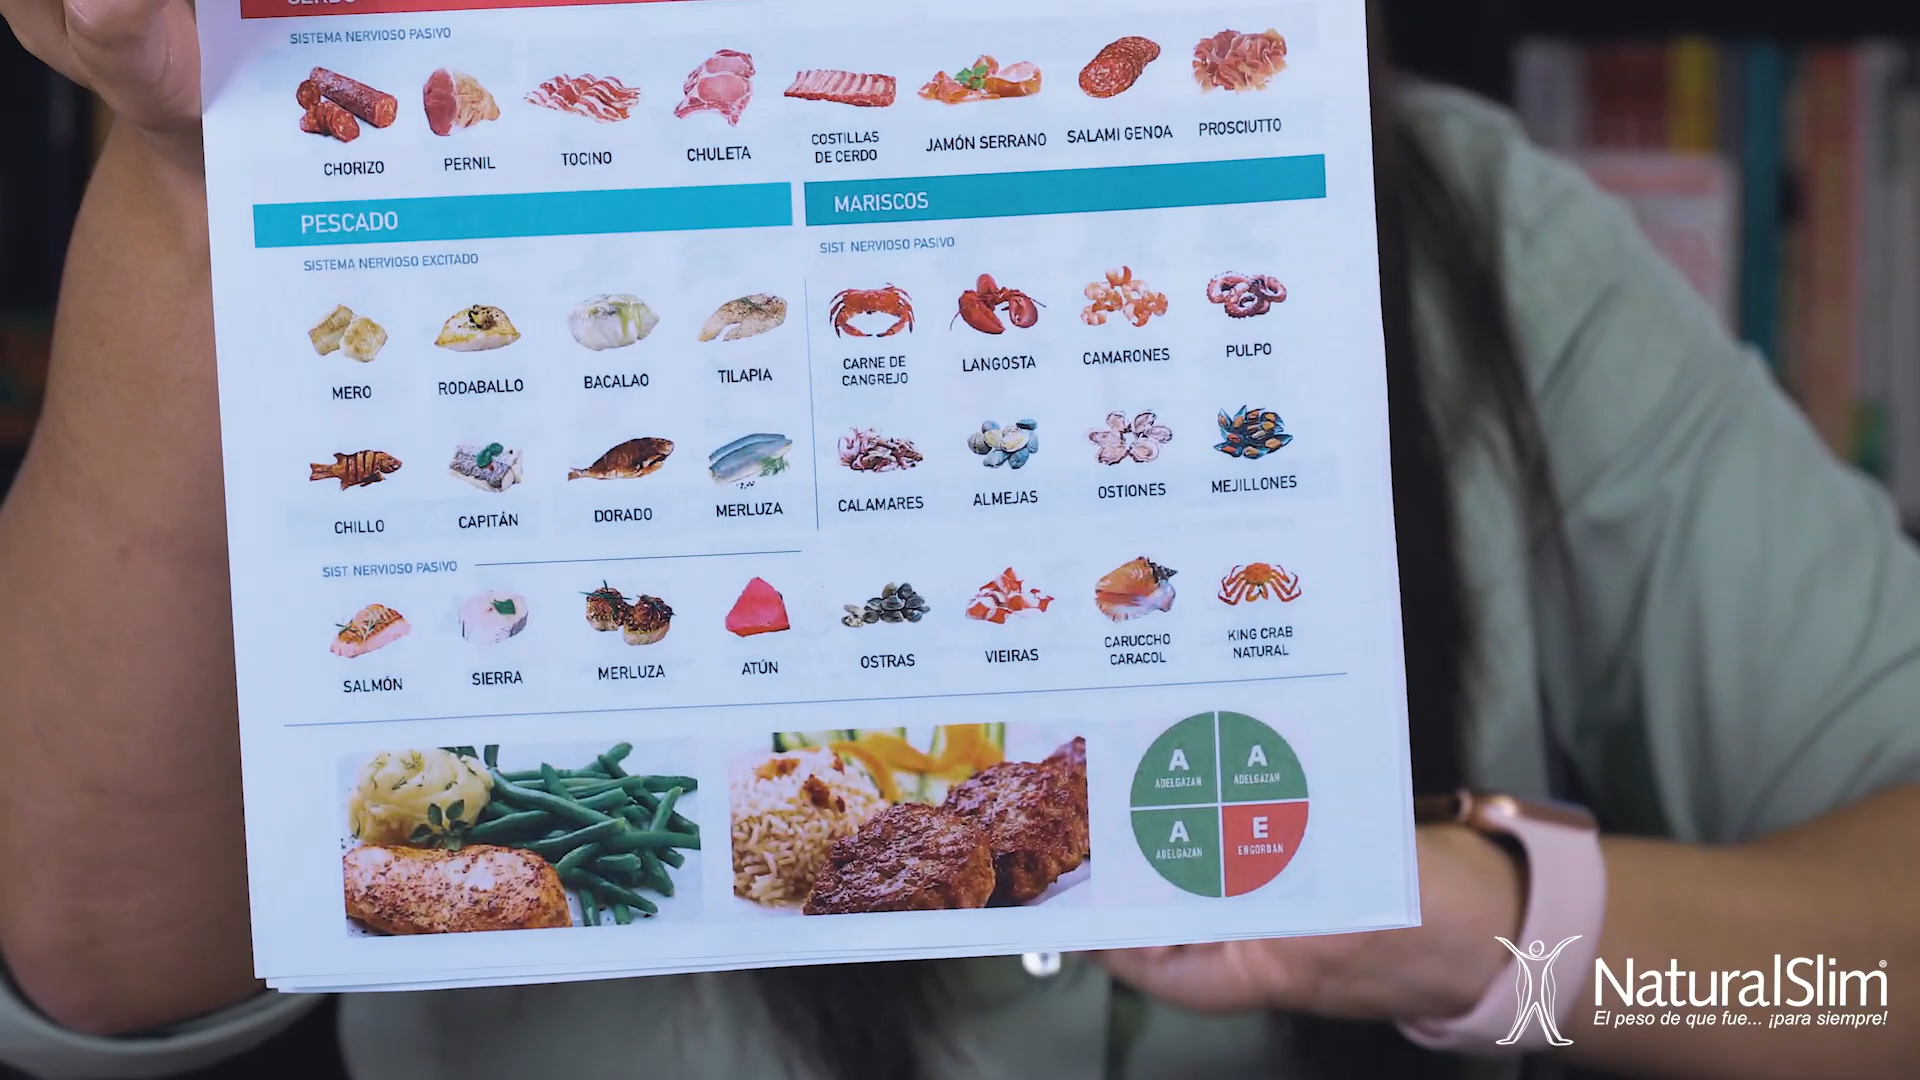 CERDO
SISTEMA NERVIOSO PASIVO
CHORIZO
PERNIL
TOCINO
CHULETA
COSTILLAS
DE CERDO
JAMÓN SERRANO
SALAMI GENOA
PROSCIUTTO
PESCADO
SISTEMA NERVIOSO EXCITADO
MERO
RODABALLO
BACALAO
TILAPIA
CHILLO
CAPITÁN
DORADO
MERLUZA
SIST. NERVIOSO PASIVO
SALMÓN
SIERRA
MERLUZA
ATÚN
MARISCOS
SIST. NERVIOSO PASIVO
CARNE DE
CANGREJO
LANGOSTA
CAMARONES
PULPO
CALAMARES
ALMEJAS
OSTIONES
MEJILLONES
OSTRAS
VIEIRAS
CARUCCHO
CARACOL
KING CRAB
NATURAL
A
ADELGAZAN
A
ADELGAZAN
A
ADELGAZAN
E
ENGORDAN
NaturalSlim®
El peso de que fue... ¡para siempre!